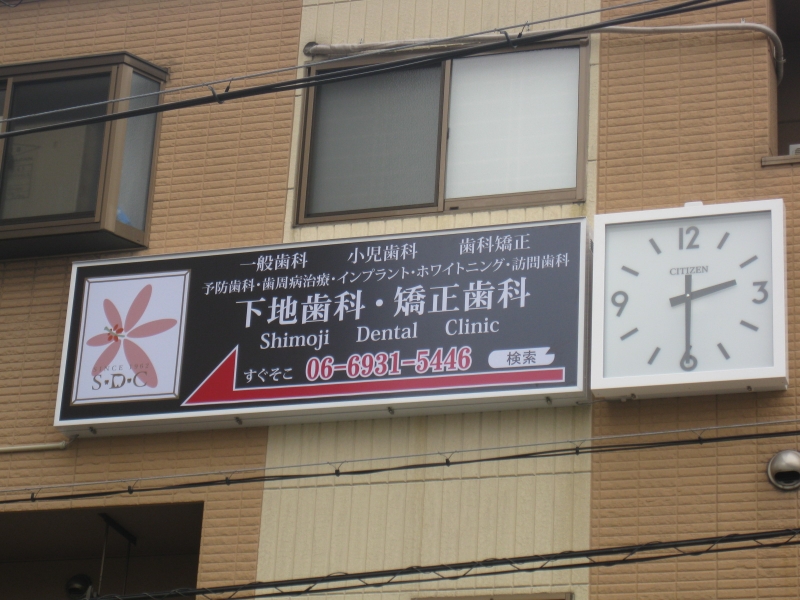 一般歯科 小児歯科 歯科矯正
予防歯科・歯周病治療・インプラント・ホワイトニング・訪問歯科
下地歯科・矯正歯科
Shimoji Dental Clinic
すぐそこ 06-6931-5446 検索
S・D・C
CITIZEN
12
3
6
9